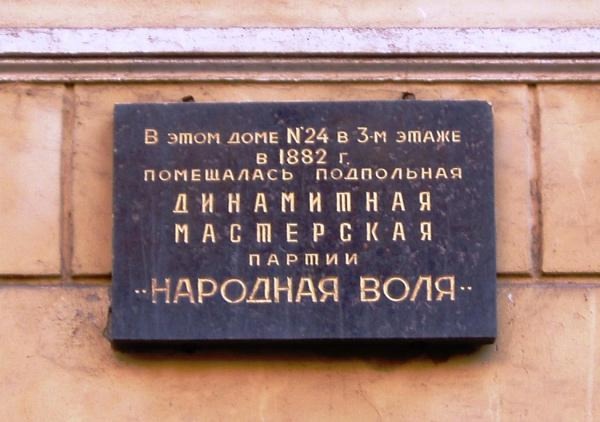 В ЭТОМ ДОМЕ №24 В 3-М ЭТАЖЕ
В 1882 Г.
ПОМЕЩАЛАСЬ ПОДПОЛЬНАЯ
ДИНАМИТНАЯ
МАСТЕРСКАЯ
ПАРТИИ
"НАРОДНАЯ ВОЛЯ"